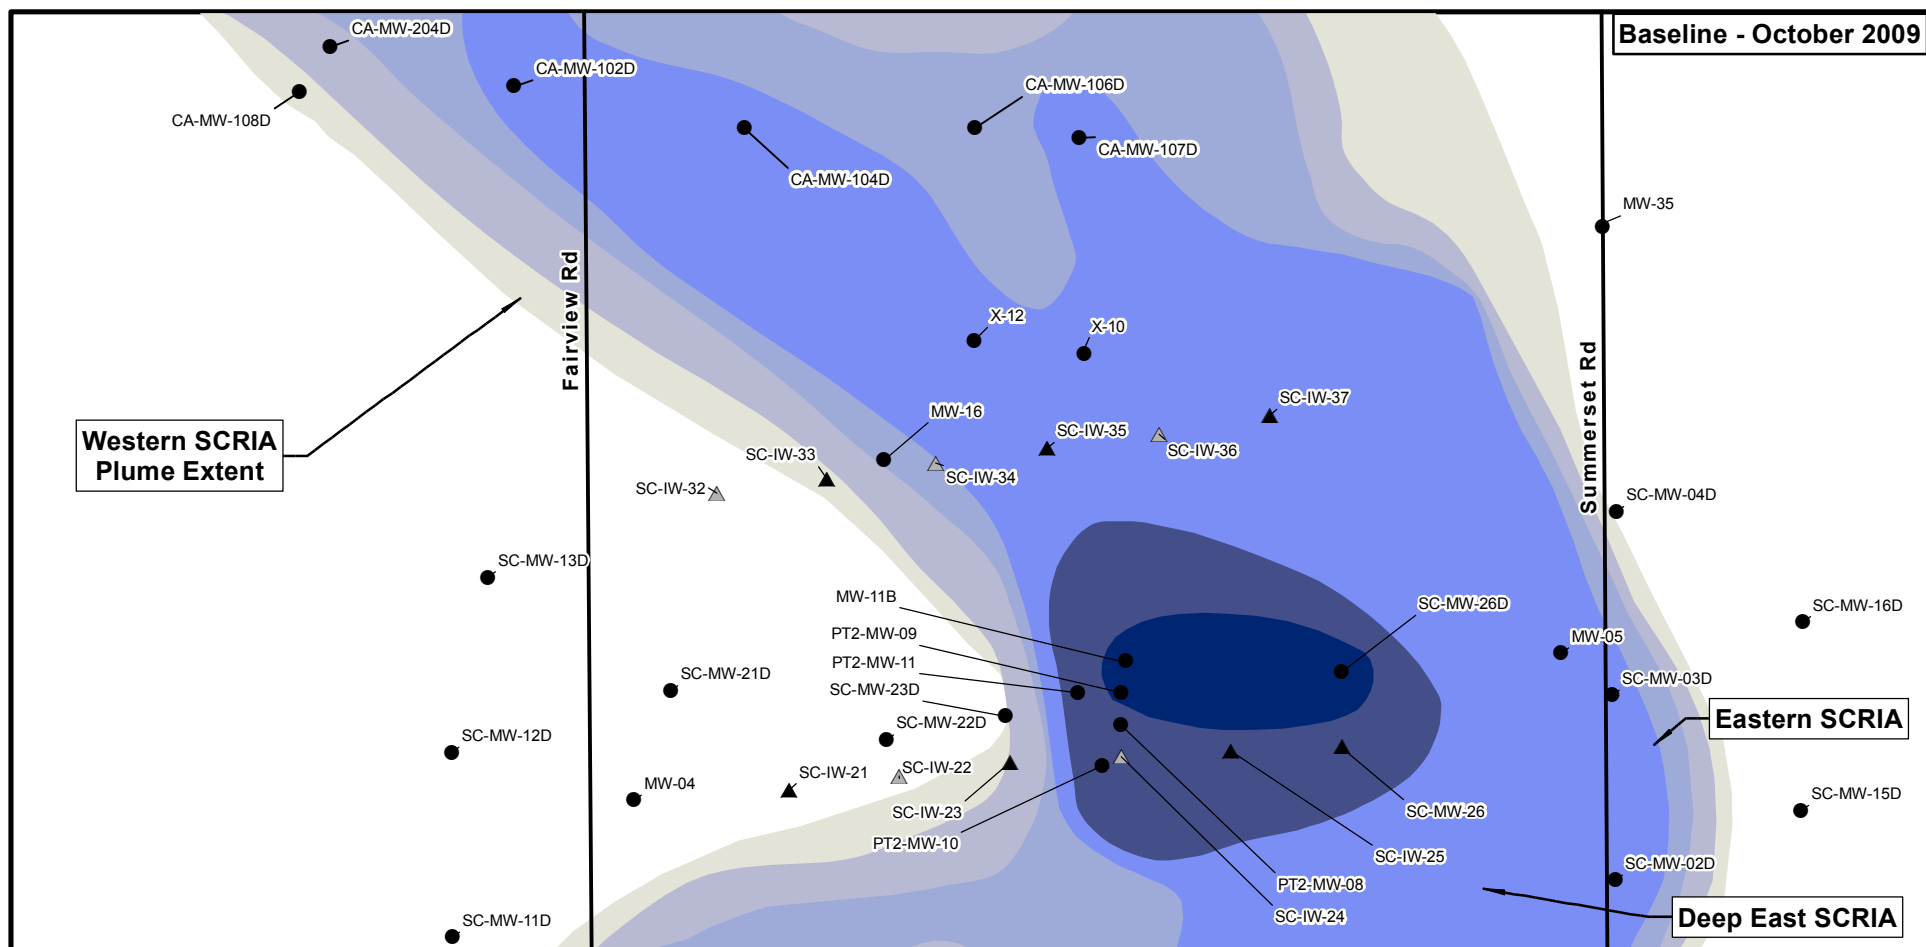 Baseline - October 2009
CA-MW-204D
CA-MW-102D
CA-MW-106D
CA-MW-108D
CA-MW-107D
CA-MW-104D
MW-35
Fairview Rd
Summerset Rd
X-12
X-10
SC-IW-37
MW-16
SC-IW-35
SC-IW-36
Western SCRIA
Plume Extent
SC-IW-33
SC-IW-34
SC-IW-32
SC-MW-04D
SC-MW-13D
MW-11B
SC-MW-26D
SC-MW-16D
PT2-MW-09
MW-05
PT2-MW-11
SC-MW-21D
SC-MW-23D
SC-MW-03D
SC-MW-22D
Eastern SCRIA
SC-MW-12D
SC-IW-21
SC-IW-22
MW-04
SC-IW-23
SC-MW-26
SC-MW-15D
PT2-MW-10
SC-IW-25
SC-MW-02D
PT2-MW-08
SC-IW-24
Deep East SCRIA
SC-MW-11D